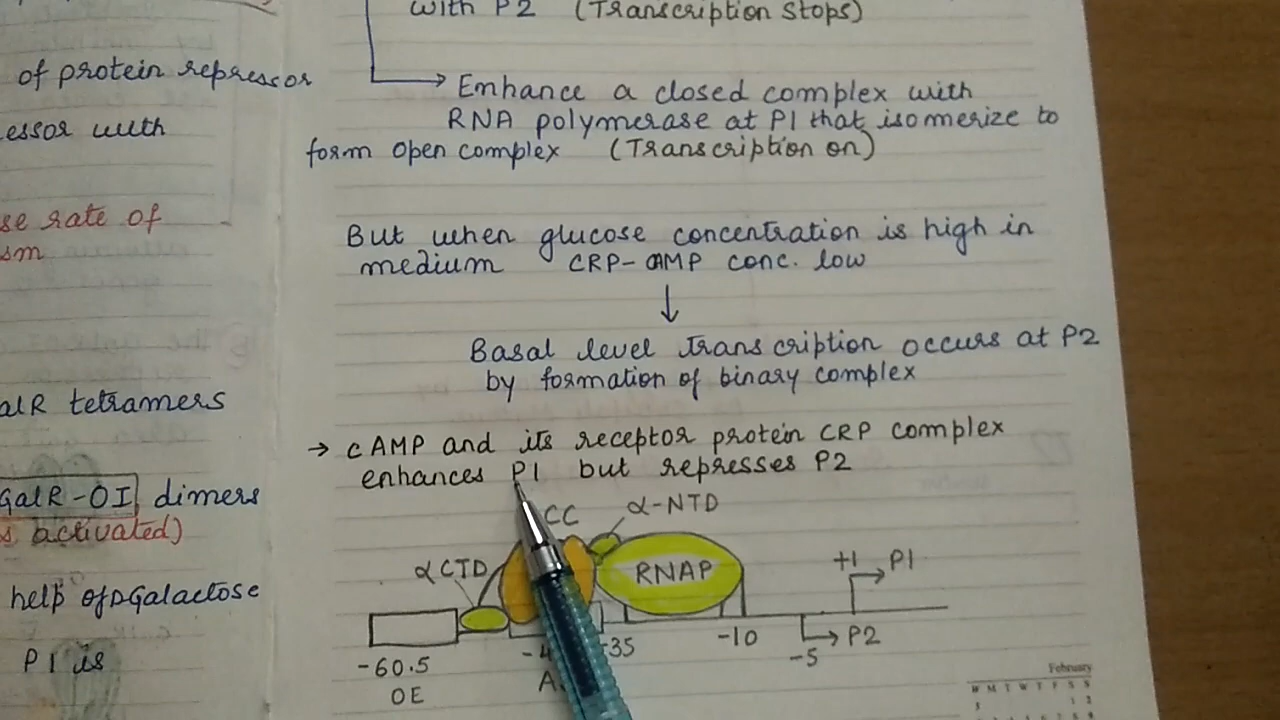 with P2 (Transcription stops)
of protein repressor
essor with
se rate of
sm
alR tetramers
GalR-OI dimers
s activated)
help of D Galactose
P1 is
Enhance a closed complex with
RNA polymerase at P1 that isomerize to
form open complex (Transcription on)
But when glucose concentration is high in
medium CRP-cAMP conc. low
↓
Basal level transcription occurs at P2
by formation of binary complex
→ cAMP and its receptor protein CRP complex
enhances P1 but represses P2
CC α-NTD
αCTD RNAP +1 P1
-35 -10 -5 P2
-60.5
OE
February
W M T W T F S S